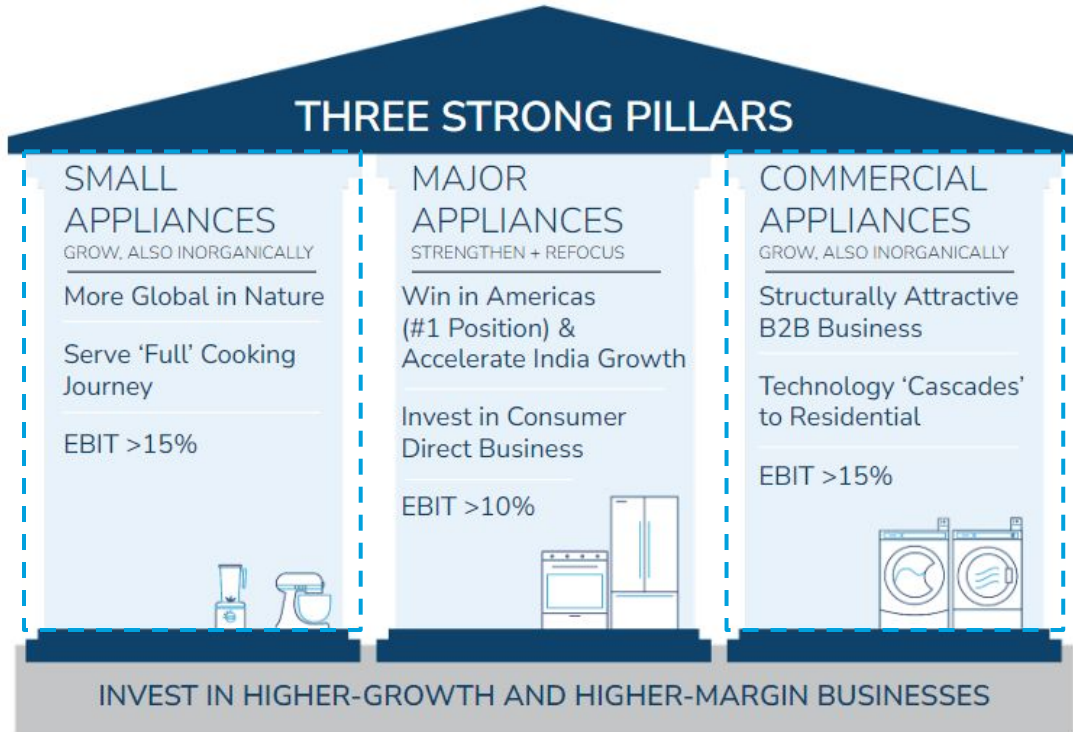 THREE STRONG PILLARS
SMALL
APPLIANCES
GROW, ALSO INORGANICALLY
More Global in Nature
Serve ‘Full’ Cooking
Journey
EBIT >15%
MAJOR
APPLIANCES
STRENGTHEN + REFOCUS
Win in Americas
(#1 Position) &
Accelerate India Growth
Invest in Consumer
Direct Business
EBIT >10%
COMMERCIAL
APPLIANCES
GROW, ALSO INORGANICALLY
Structurally Attractive
B2B Business
Technology ‘Cascades’
to Residential
EBIT >15%
INVEST IN HIGHER-GROWTH AND HIGHER-MARGIN BUSINESSES